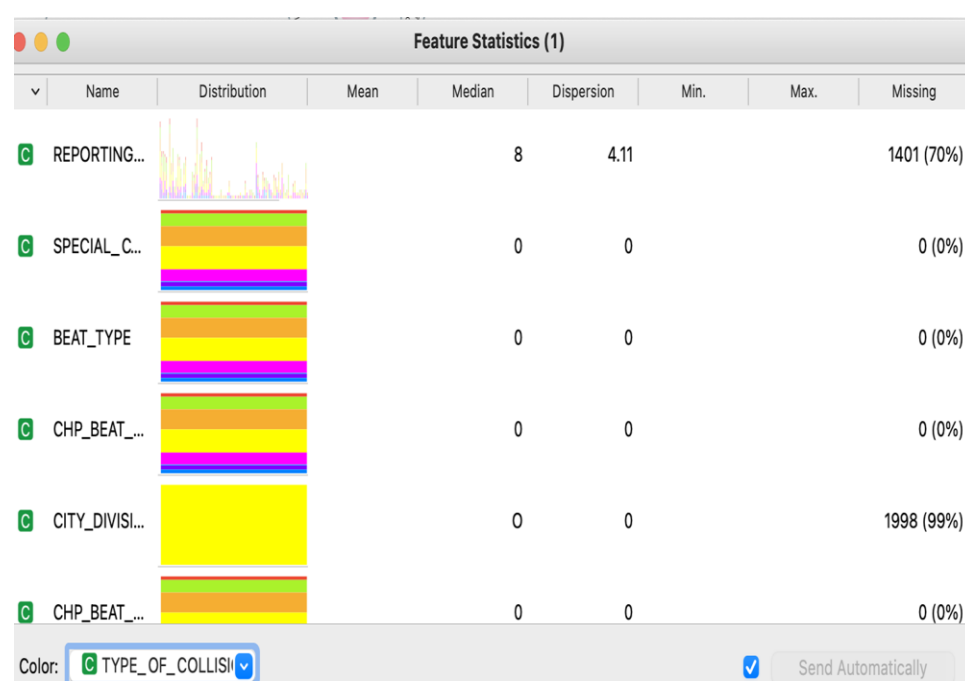 Feature Statistics (1)
Name Distribution Mean Median Dispersion Min. Max. Missing
C REPORTING... 8 4.11 1401 (70%)
C SPECIAL_C... 0 0 0 (0%)
C BEAT_TYPE 0 0 0 (0%)
C CHP_BEAT_... 0 0 0 (0%)
C CITY_DIVISI... O 0 1998 (99%)
C CHP_BEAT_... 0 0 0 (0%)
Color: C TYPE_OF_COLLISI Send Automatically